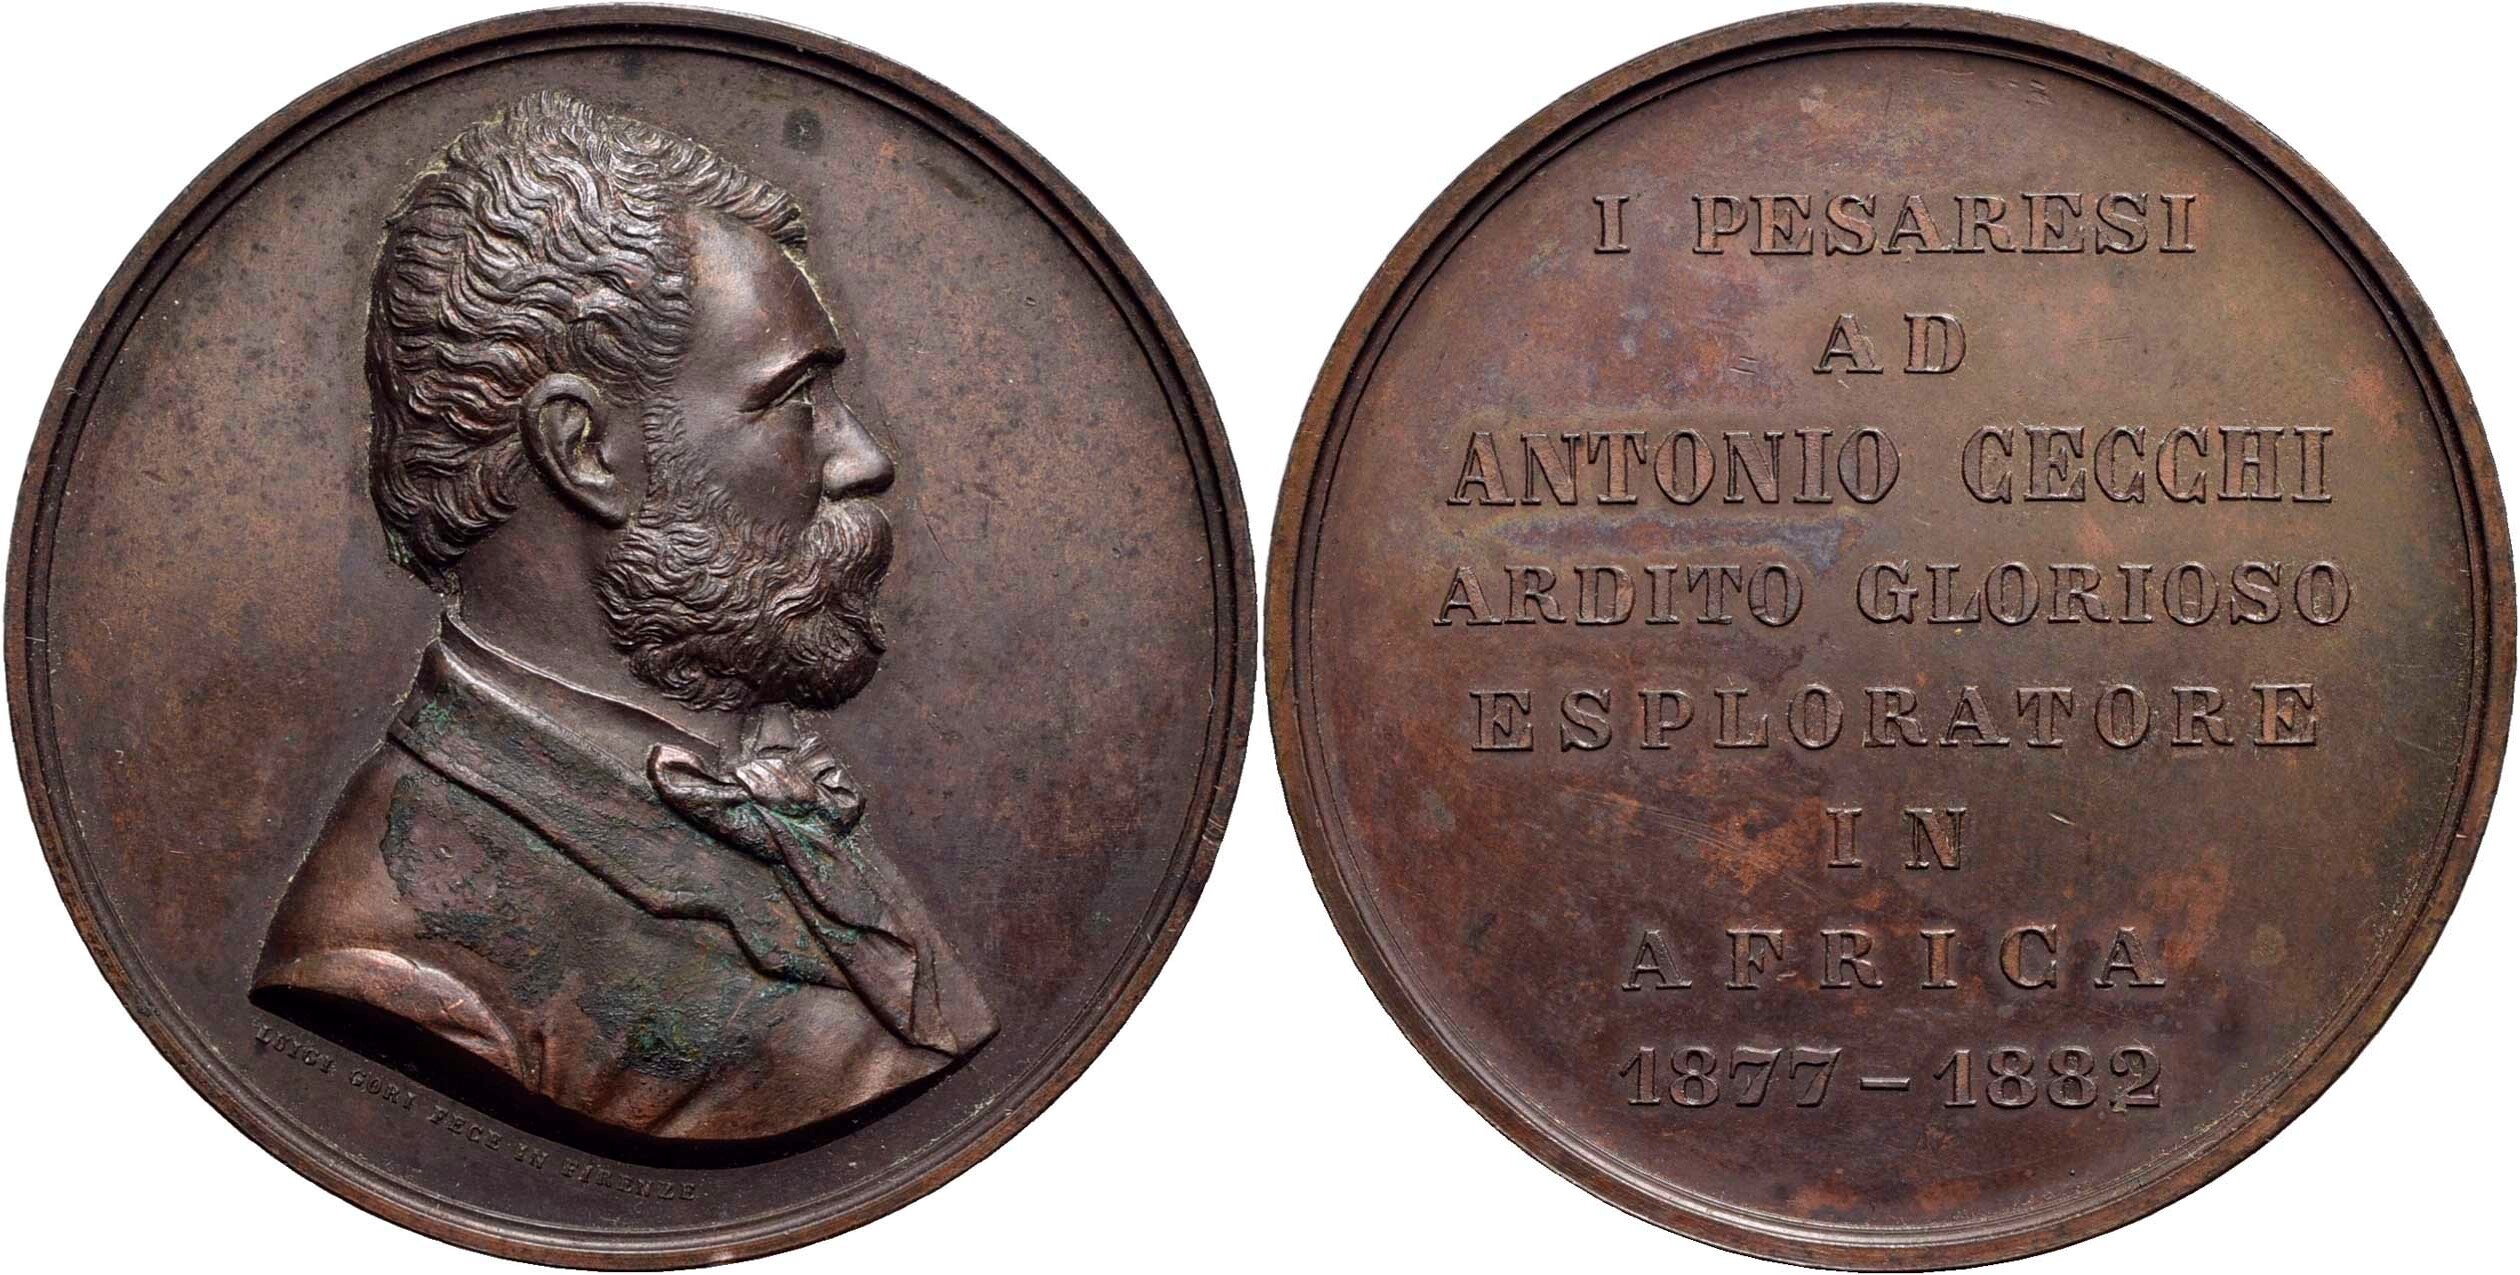 LUIGI GORI FECE IN FIRENZE
I PESARESI
AD
ANTONIO CECCHI
ARDITO GLORIOSO
ESPLORATORE
IN
AFRICA
1877 – 1882